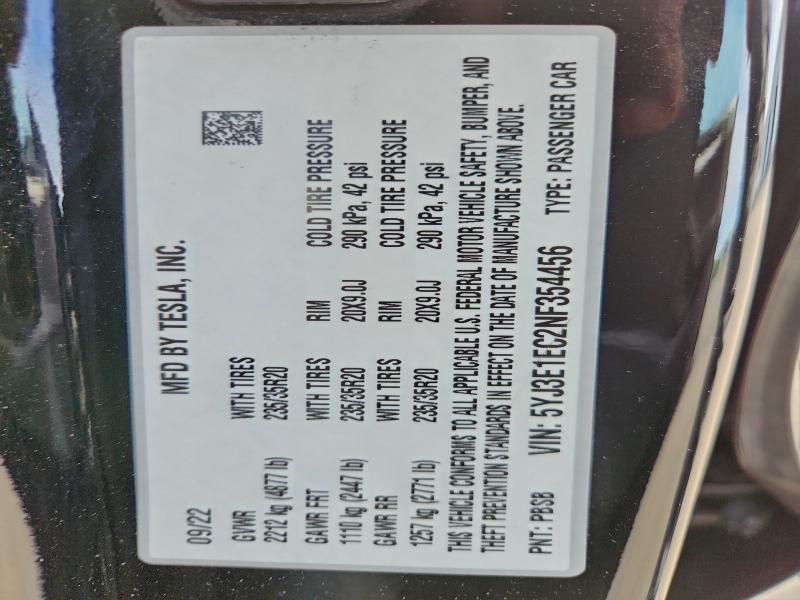 MFD BY TESLA, INC.
09/22
GVWR WITH TIRES
2212 kg (4877 lb) 235/35R20
GAWR FRT WITH TIRES RIM COLD TIRE PRESSURE
1110 kg (2447 lb) 235/35R20 20X9.0J 290 kPa, 42 psi
GAWR RR WITH TIRES RIM COLD TIRE PRESSURE
1257 kg (2771 lb) 235/35R20 20X9.0J 290 kPa, 42 psi
THIS VEHICLE CONFORMS TO ALL APPLICABLE U.S. FEDERAL MOTOR VEHICLE SAFETY, BUMPER, AND
THEFT PREVENTION STANDARDS IN EFFECT ON THE DATE OF MANUFACTURE SHOWN ABOVE.
PNT: PBSB VIN: 5YJ3E1EC2NF354456 TYPE: PASSENGER CAR